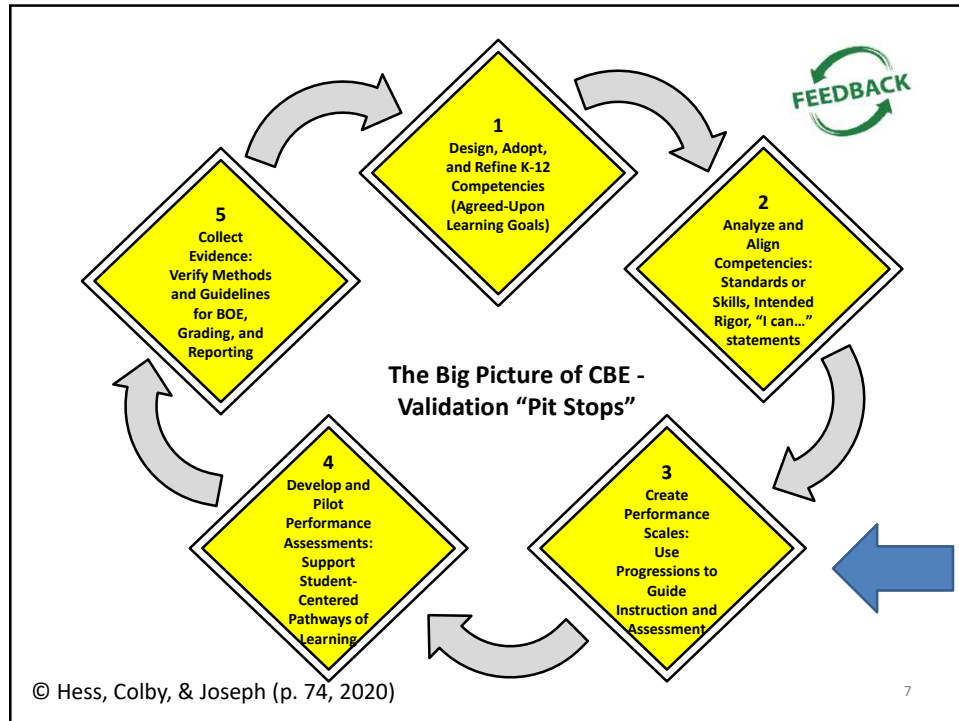 FEEDBACK
1
Design, Adopt,
and Refine K-12
Competencies
(Agreed-Upon
Learning Goals)
2
Analyze and
Align
Competencies:
Standards or
Skills, Intended
Rigor, “I can…”
statements
3
Create
Performance
Scales:
Use
Progressions to
Guide
Instruction and
Assessment
4
Develop and
Pilot
Performance
Assessments:
Support
Student-
Centered
Pathways of
Learning
5
Collect
Evidence:
Verify Methods
and Guidelines
for BOE,
Grading, and
Reporting
The Big Picture of CBE -
Validation “Pit Stops”
© Hess, Colby, & Joseph (p. 74, 2020)
7